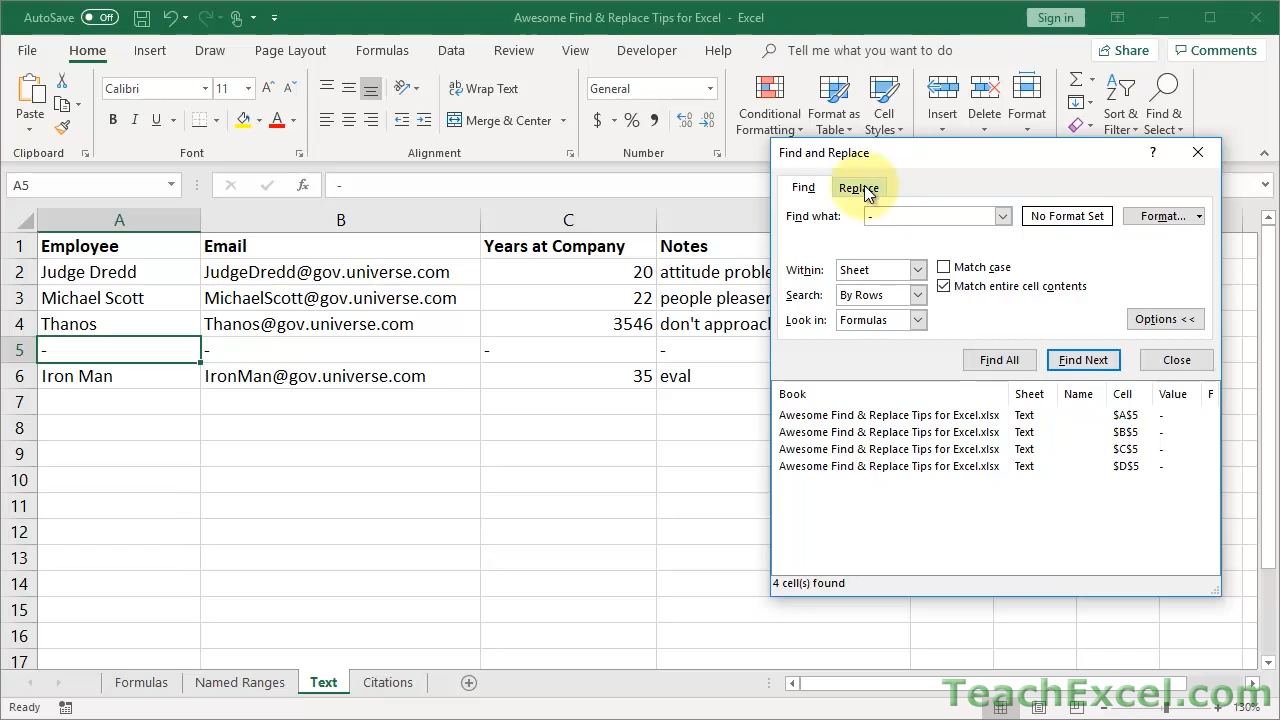 AutoSave Off Awesome Find & Replace Tips for Excel - Excel Sign in
File Home Insert Draw Page Layout Formulas Data Review View Developer Help Tell me what you want to do Share Comments
Paste
Calibri 11
B I U A
Wrap Text
Merge & Center
General
$ % ,
Conditional Formatting
Format as Table
Cell Styles
Insert Delete Format
Sort & Filter
Find & Select
Clipboard Font Alignment Number
A5 fx -
A B C
1 Employee Email Years at Company Notes
2 Judge Dredd JudgeDredd@gov.universe.com 20 attitude proble
3 Michael Scott MichaelScott@gov.universe.com 22 people pleaser
4 Thanos Thanos@gov.universe.com 3546 don't approach
5 - - - -
6 Iron Man IronMan@gov.universe.com 35 eval
7
8
9
10
11
12
13
14
15
16
17
Find and Replace ?
Find Replace
Find what: - No Format Set Format...
Within: Sheet Match case
Search: By Rows Match entire cell contents
Look in: Formulas Options <<
Find All Find Next Close
Book Sheet Name Cell Value F
Awesome Find & Replace Tips for Excel.xlsx Text $A$5 -
Awesome Find & Replace Tips for Excel.xlsx Text $B$5 -
Awesome Find & Replace Tips for Excel.xlsx Text $C$5 -
Awesome Find & Replace Tips for Excel.xlsx Text $D$5 -
4 cell(s) found
Formulas Named Ranges Text Citations
Ready 130%
TeachExcel.com